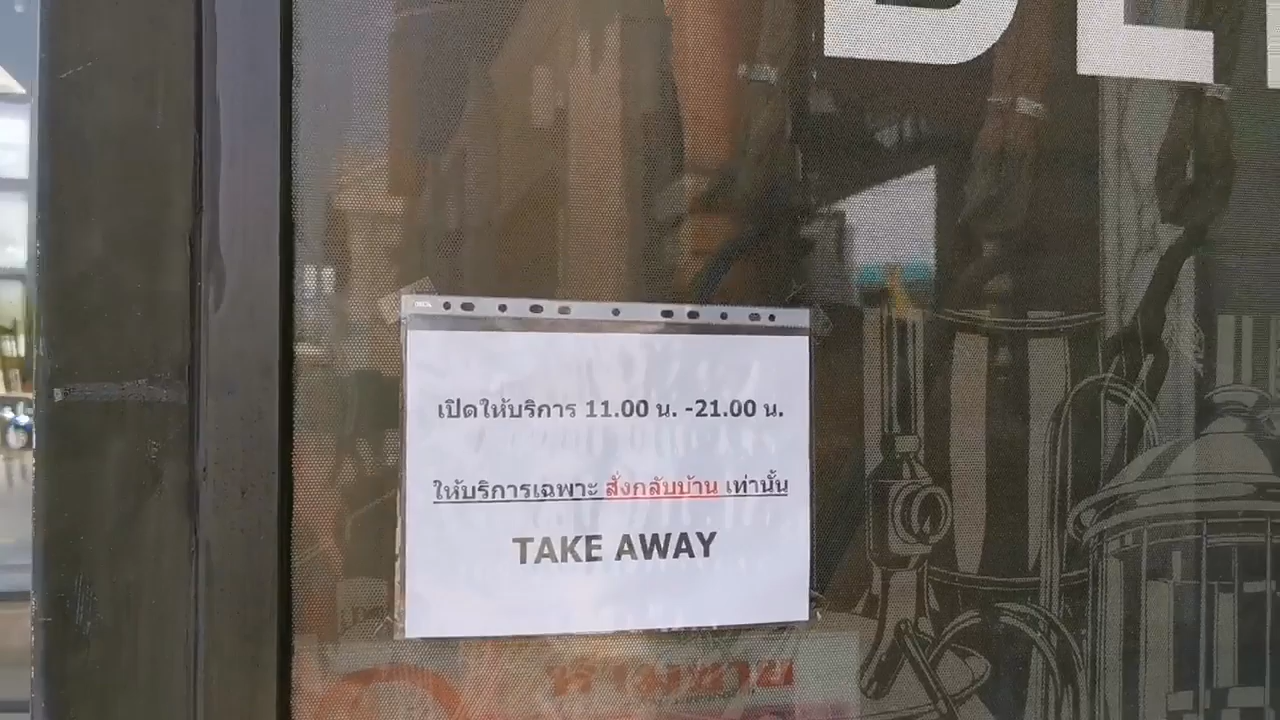 เปิดให้บริการ 11.00 น. -21.00 น.
ให้บริการเฉพาะ สั่งกลับบ้าน เท่านั้น
TAKE AWAY